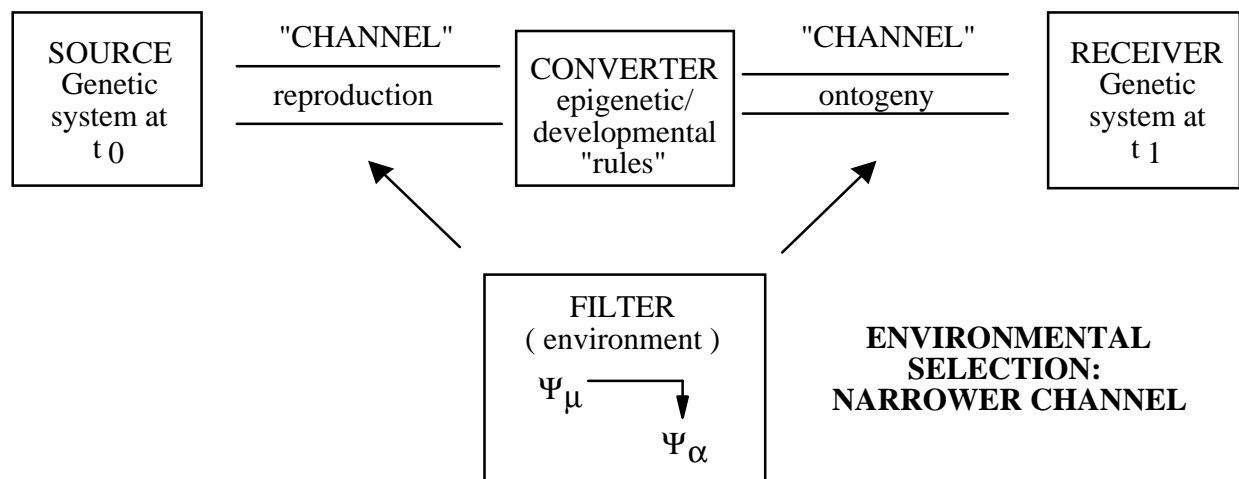 SOURCE
Genetic
system at
t 0
"CHANNEL"
reproduction
CONVERTER
epigenetic/
developmental
"rules"
"CHANNEL"
ontogeny
RECEIVER
Genetic
system at
t 1
FILTER
( environment )
Ψμ
Ψα
ENVIRONMENTAL
SELECTION:
NARROWER CHANNEL